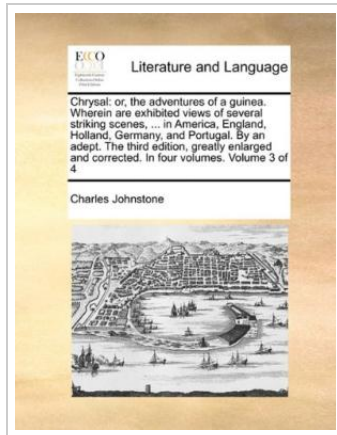 ECCO
Literature and Language
Chrysal: or, the adventures of a guinea.
Wherein are exhibited views of several
striking scenes, ... in America, England,
Holland, Germany, and Portugal. By an
adept. The third edition, greatly enlarged
and corrected. In four volumes. Volume 3 of
4
Charles Johnstone